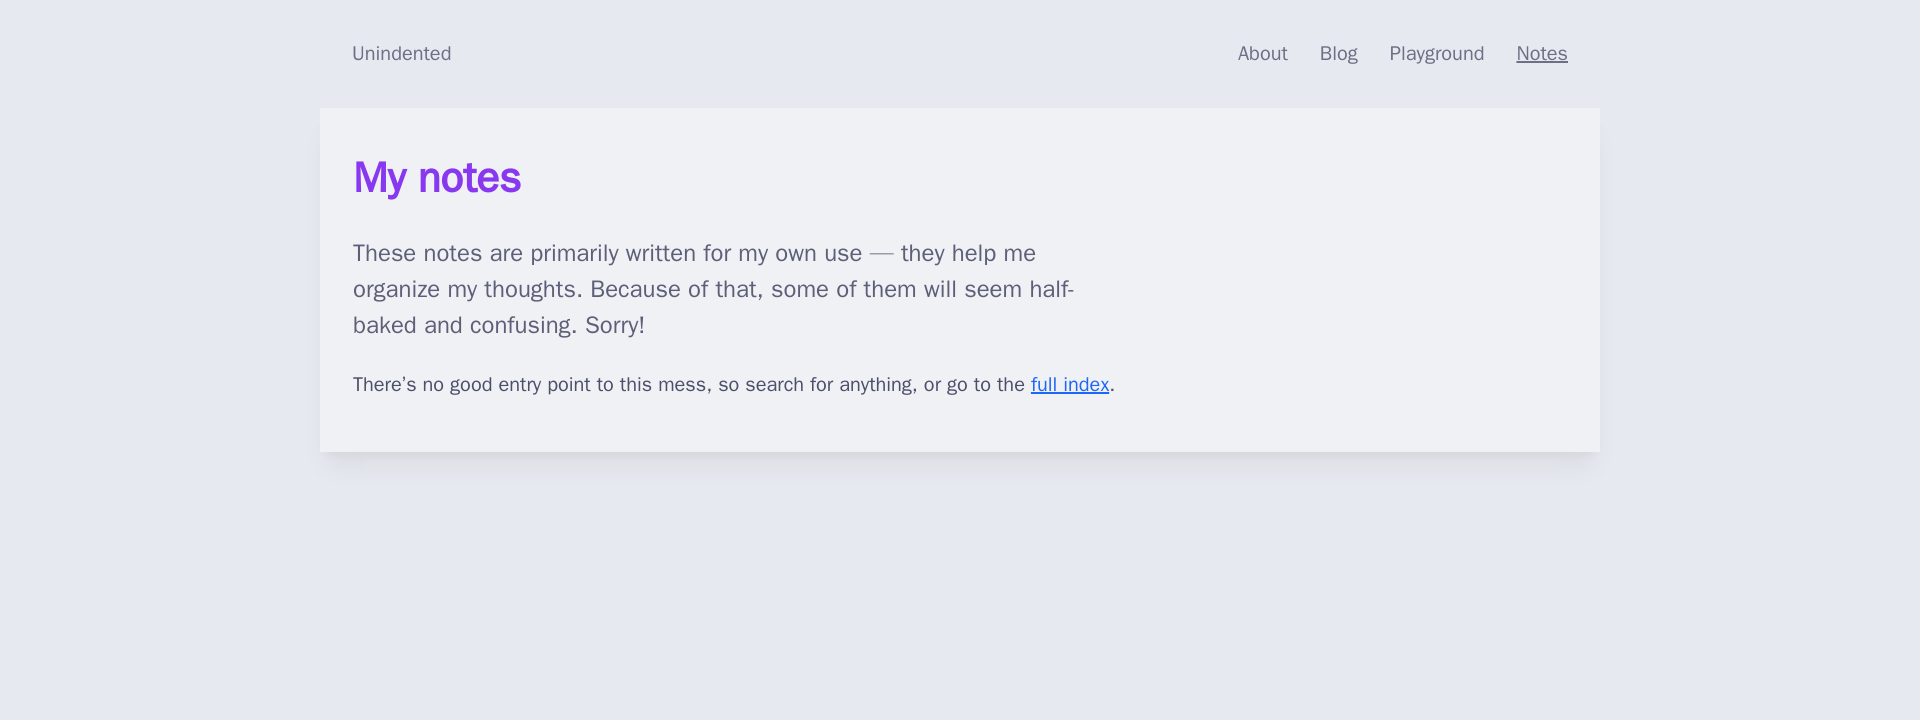 Unindented
About Blog Playground Notes
My notes
These notes are primarily written for my own use — they help me
organize my thoughts. Because of that, some of them will seem half-
baked and confusing. Sorry!
There’s no good entry point to this mess, so search for anything, or go to the full index.